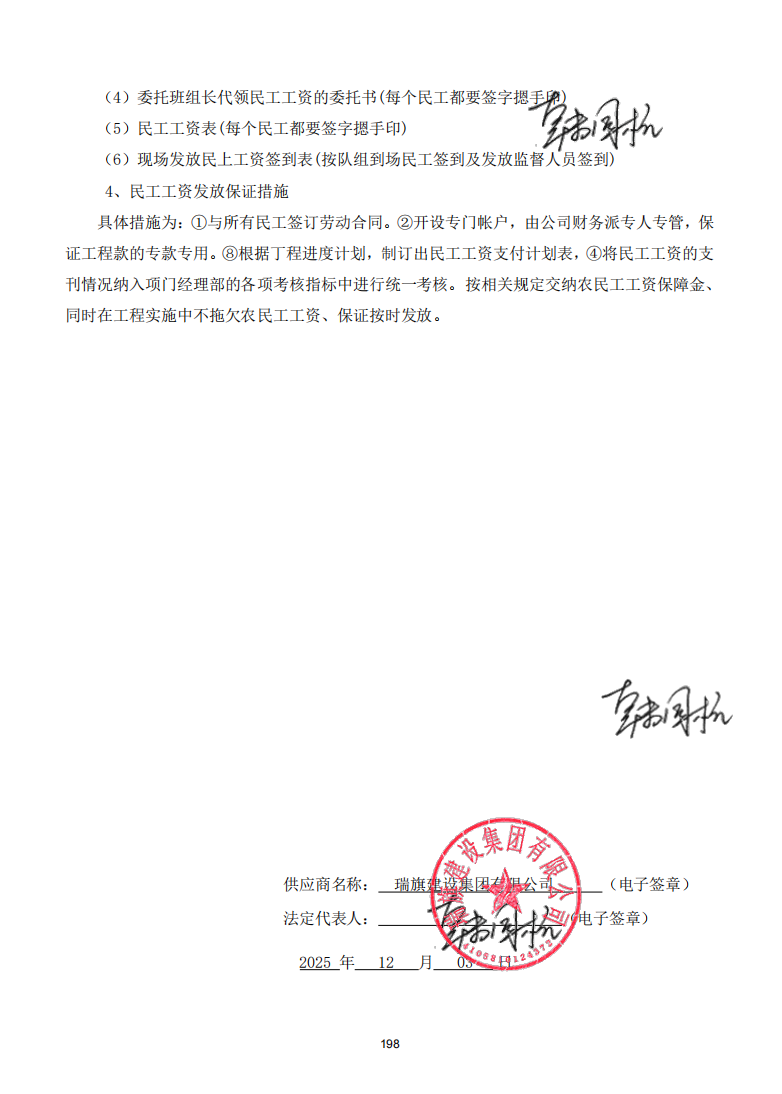 （4）委托班组长代领民工工资的委托书(每个民工都要签字摁手印)
（5）民工工资表(每个民工都要签字摁手印)
（6）现场发放民上工资签到表(按队组到场民工签到及发放监督人员签到)
4、民工工资发放保证措施
具体措施为：①与所有民工签订劳动合同。②开设专门帐户，由公司财务派专人专管，保
证工程款的专款专用。⑧根据丁程进度计划，制订出民工工资支付计划表，④将民工工资的支
刊情况纳入项门经理部的各项考核指标中进行统一考核。按相关规定交纳农民工工资保障金、
同时在工程实施中不拖欠农民工工资、保证按时发放。
瑞旗建设集团有限公司
供应商名称： 瑞旗建设集团有限公司 （电子签章）
法定代表人： （电子签章）
2025 年 12 月 03 日
198